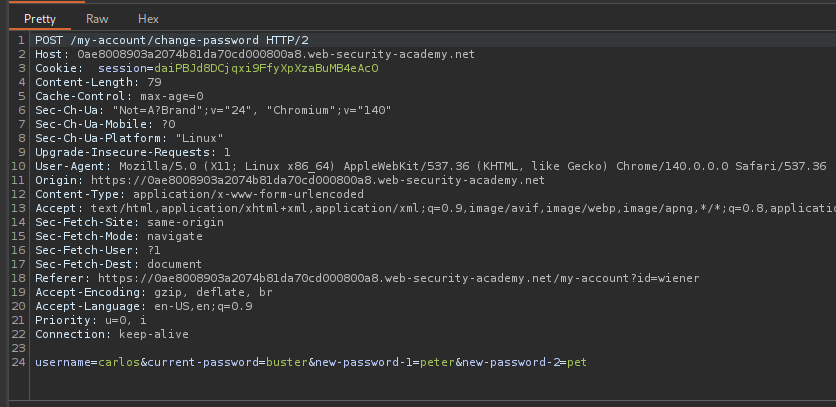 Pretty Raw Hex
1 POST /my-account/change-password HTTP/2
2 Host: 0ae8008903a2074b81da70cd000800a8.web-security-academy.net
3 Cookie:  session=daiPBJd8DCjqxi9FfyXpXzaBuMB4eAcO
4 Content-Length: 79
5 Cache-Control: max-age=0
6 Sec-Ch-Ua: "Not=A?Brand";v="24", "Chromium";v="140"
7 Sec-Ch-Ua-Mobile: ?0
8 Sec-Ch-Ua-Platform: "Linux"
9 Upgrade-Insecure-Requests: 1
10 User-Agent: Mozilla/5.0 (X11; Linux x86_64) AppleWebKit/537.36 (KHTML, like Gecko) Chrome/140.0.0.0 Safari/537.36
11 Origin: https://0ae8008903a2074b81da70cd000800a8.web-security-academy.net
12 Content-Type: application/x-www-form-urlencoded
13 Accept: text/html,application/xhtml+xml,application/xml;q=0.9,image/avif,image/webp,image/apng,*/*;q=0.8,applicatio
14 Sec-Fetch-Site: same-origin
15 Sec-Fetch-Mode: navigate
16 Sec-Fetch-User: ?1
17 Sec-Fetch-Dest: document
18 Referer: https://0ae8008903a2074b81da70cd000800a8.web-security-academy.net/my-account?id=wiener
19 Accept-Encoding: gzip, deflate, br
20 Accept-Language: en-US,en;q=0.9
21 Priority: u=0, i
22 Connection: keep-alive
23
24 username=carlos&current-password=buster&new-password-1=peter&new-password-2=pet